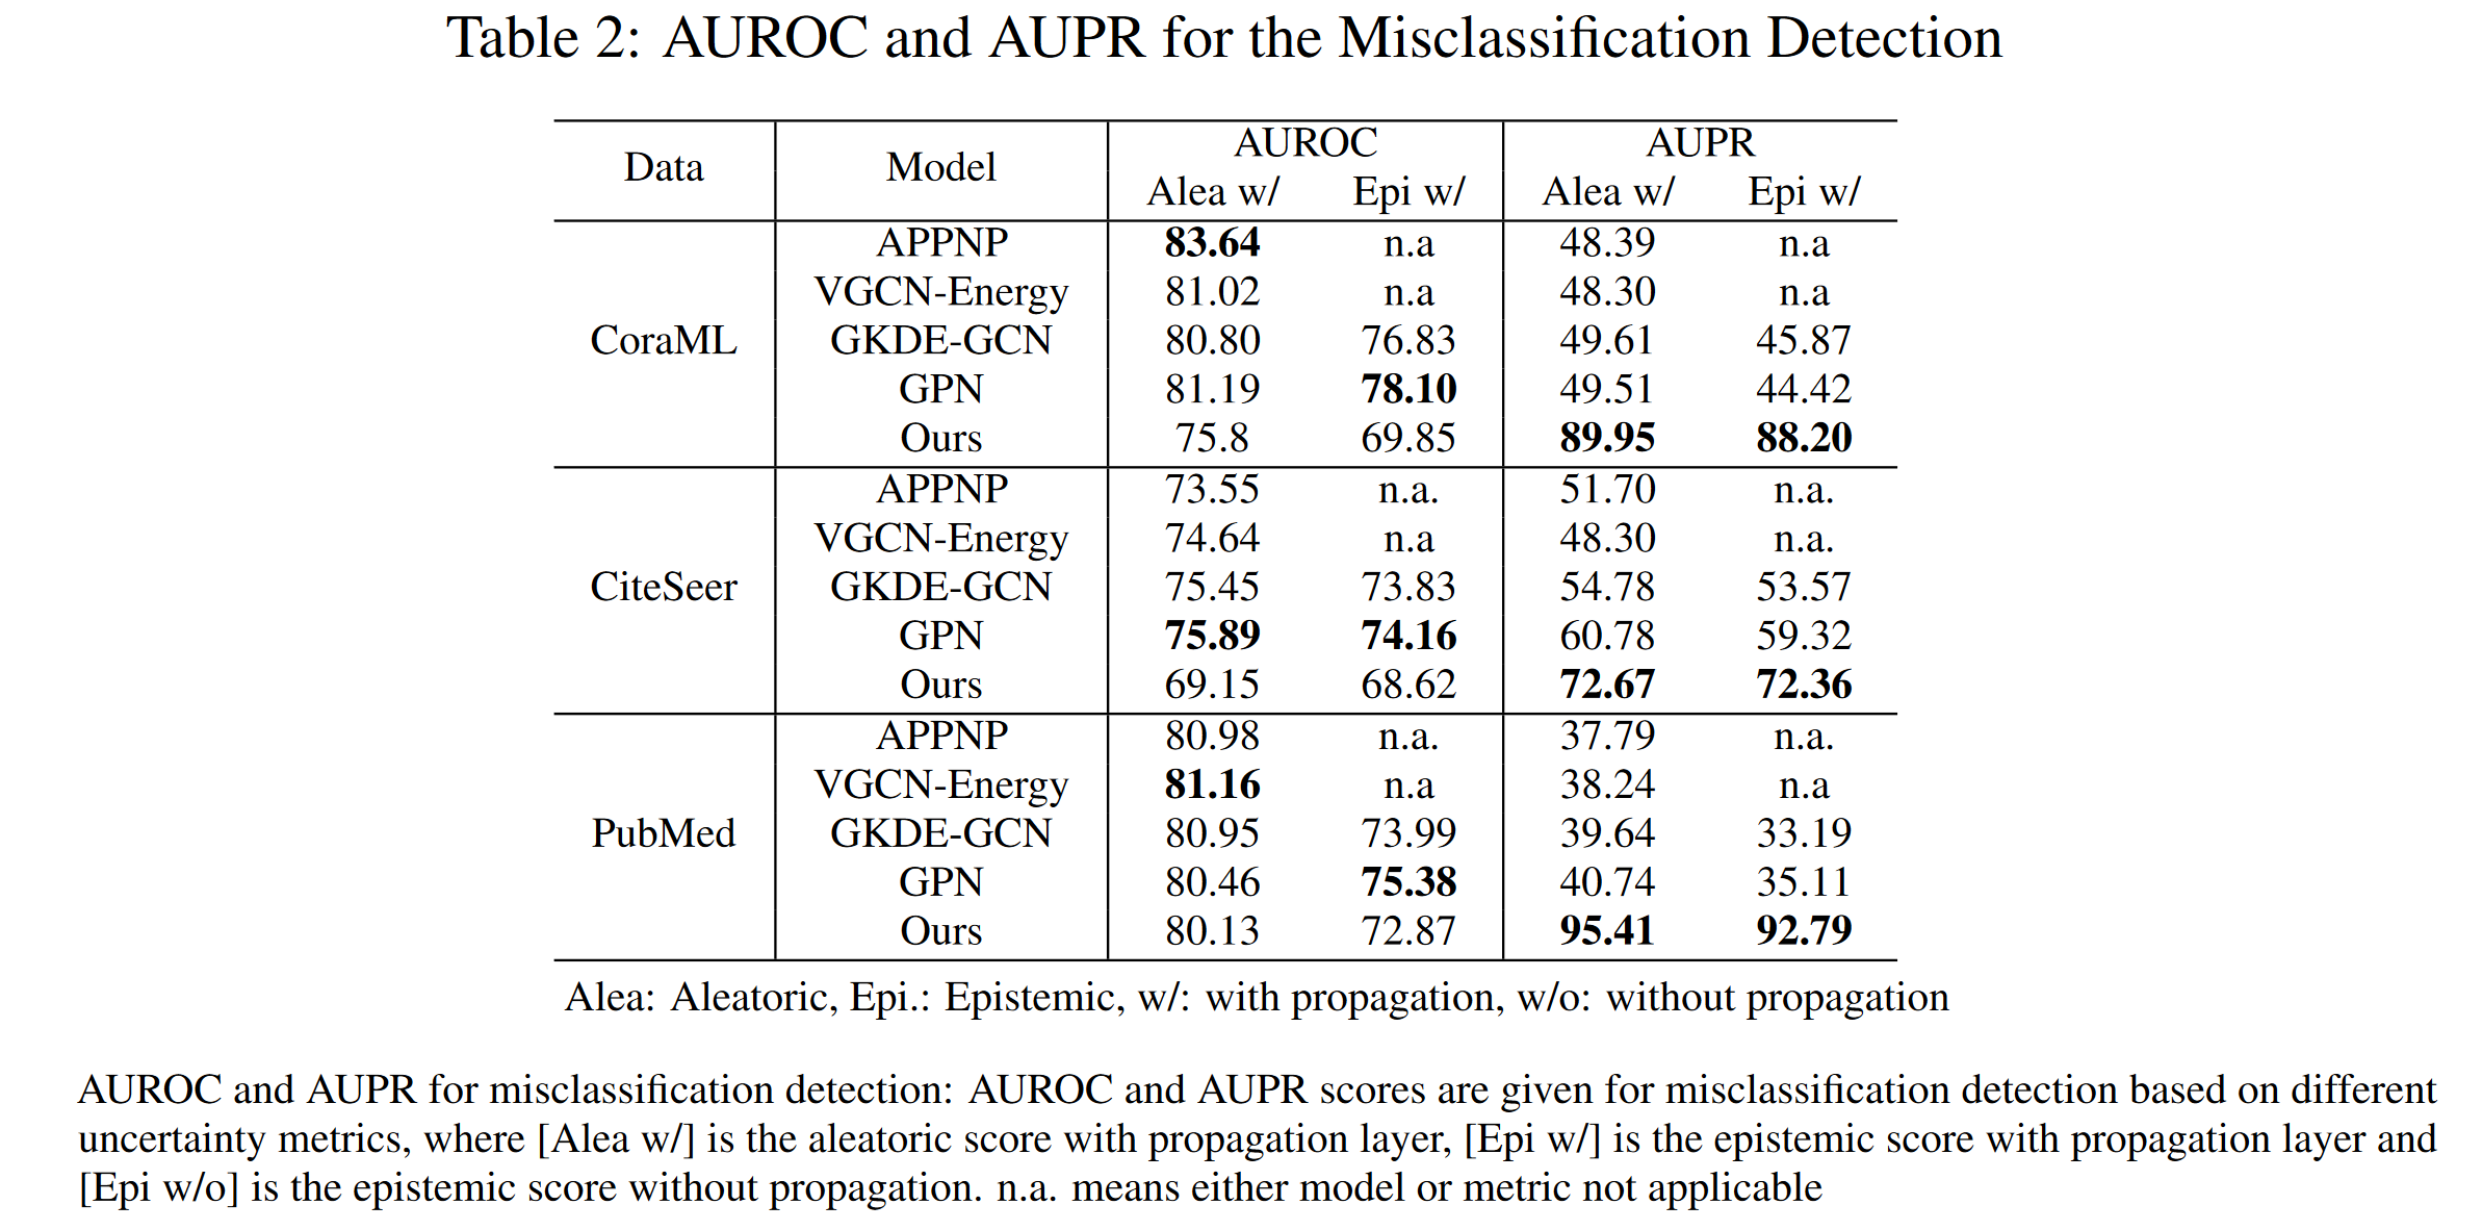 Table 2: AUROC and AUPR for the Misclassification Detection
Data Model AUROC AUPR
Alea w/ Epi w/ Alea w/ Epi w/
CoraML
APPNP 83.64 n.a 48.39 n.a
VGCN-Energy 81.02 n.a 48.30 n.a
GKDE-GCN 80.80 76.83 49.61 45.87
GPN 81.19 78.10 49.51 44.42
Ours 75.8 69.85 89.95 88.20
CiteSeer
APPNP 73.55 n.a. 51.70 n.a.
VGCN-Energy 74.64 n.a 48.30 n.a.
GKDE-GCN 75.45 73.83 54.78 53.57
GPN 75.89 74.16 60.78 59.32
Ours 69.15 68.62 72.67 72.36
PubMed
APPNP 80.98 n.a. 37.79 n.a.
VGCN-Energy 81.16 n.a 38.24 n.a
GKDE-GCN 80.95 73.99 39.64 33.19
GPN 80.46 75.38 40.74 35.11
Ours 80.13 72.87 95.41 92.79
Alea: Aleatoric, Epi.: Epistemic, w/: with propagation, w/o: without propagation
AUROC and AUPR for misclassification detection: AUROC and AUPR scores are given for misclassification detection based on different
uncertainty metrics, where [Alea w/] is the aleatoric score with propagation layer, [Epi w/] is the epistemic score with propagation layer and
[Epi w/o] is the epistemic score without propagation. n.a. means either model or metric not applicable